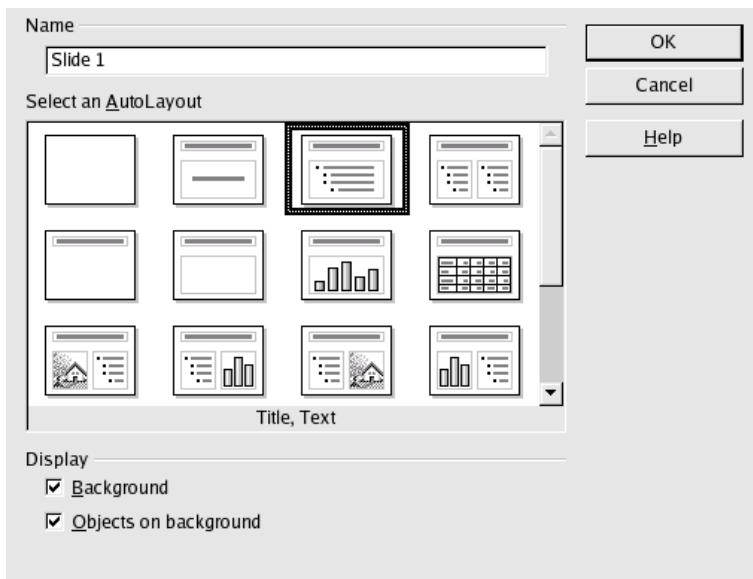 Name
Slide 1
Select an AutoLayout
Title, Text
Display
Background
Objects on background
OK
Cancel
Help